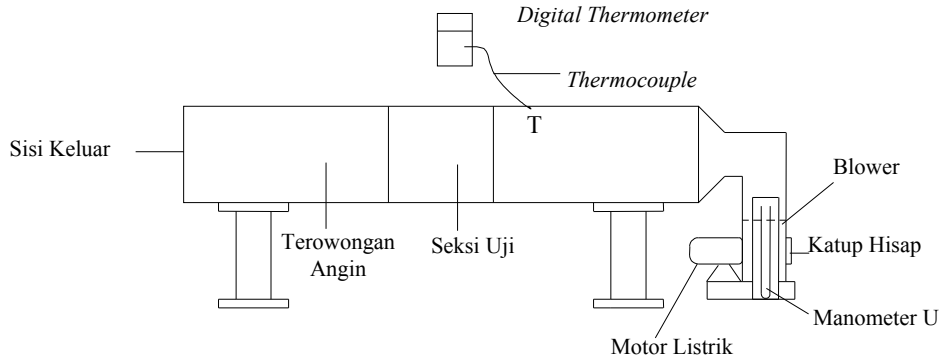 Digital Thermometer
Thermocouple
T
Sisi Keluar
Blower
Terowongan
Angin
Seksi Uji
Katup Hisap
Manometer U
Motor Listrik